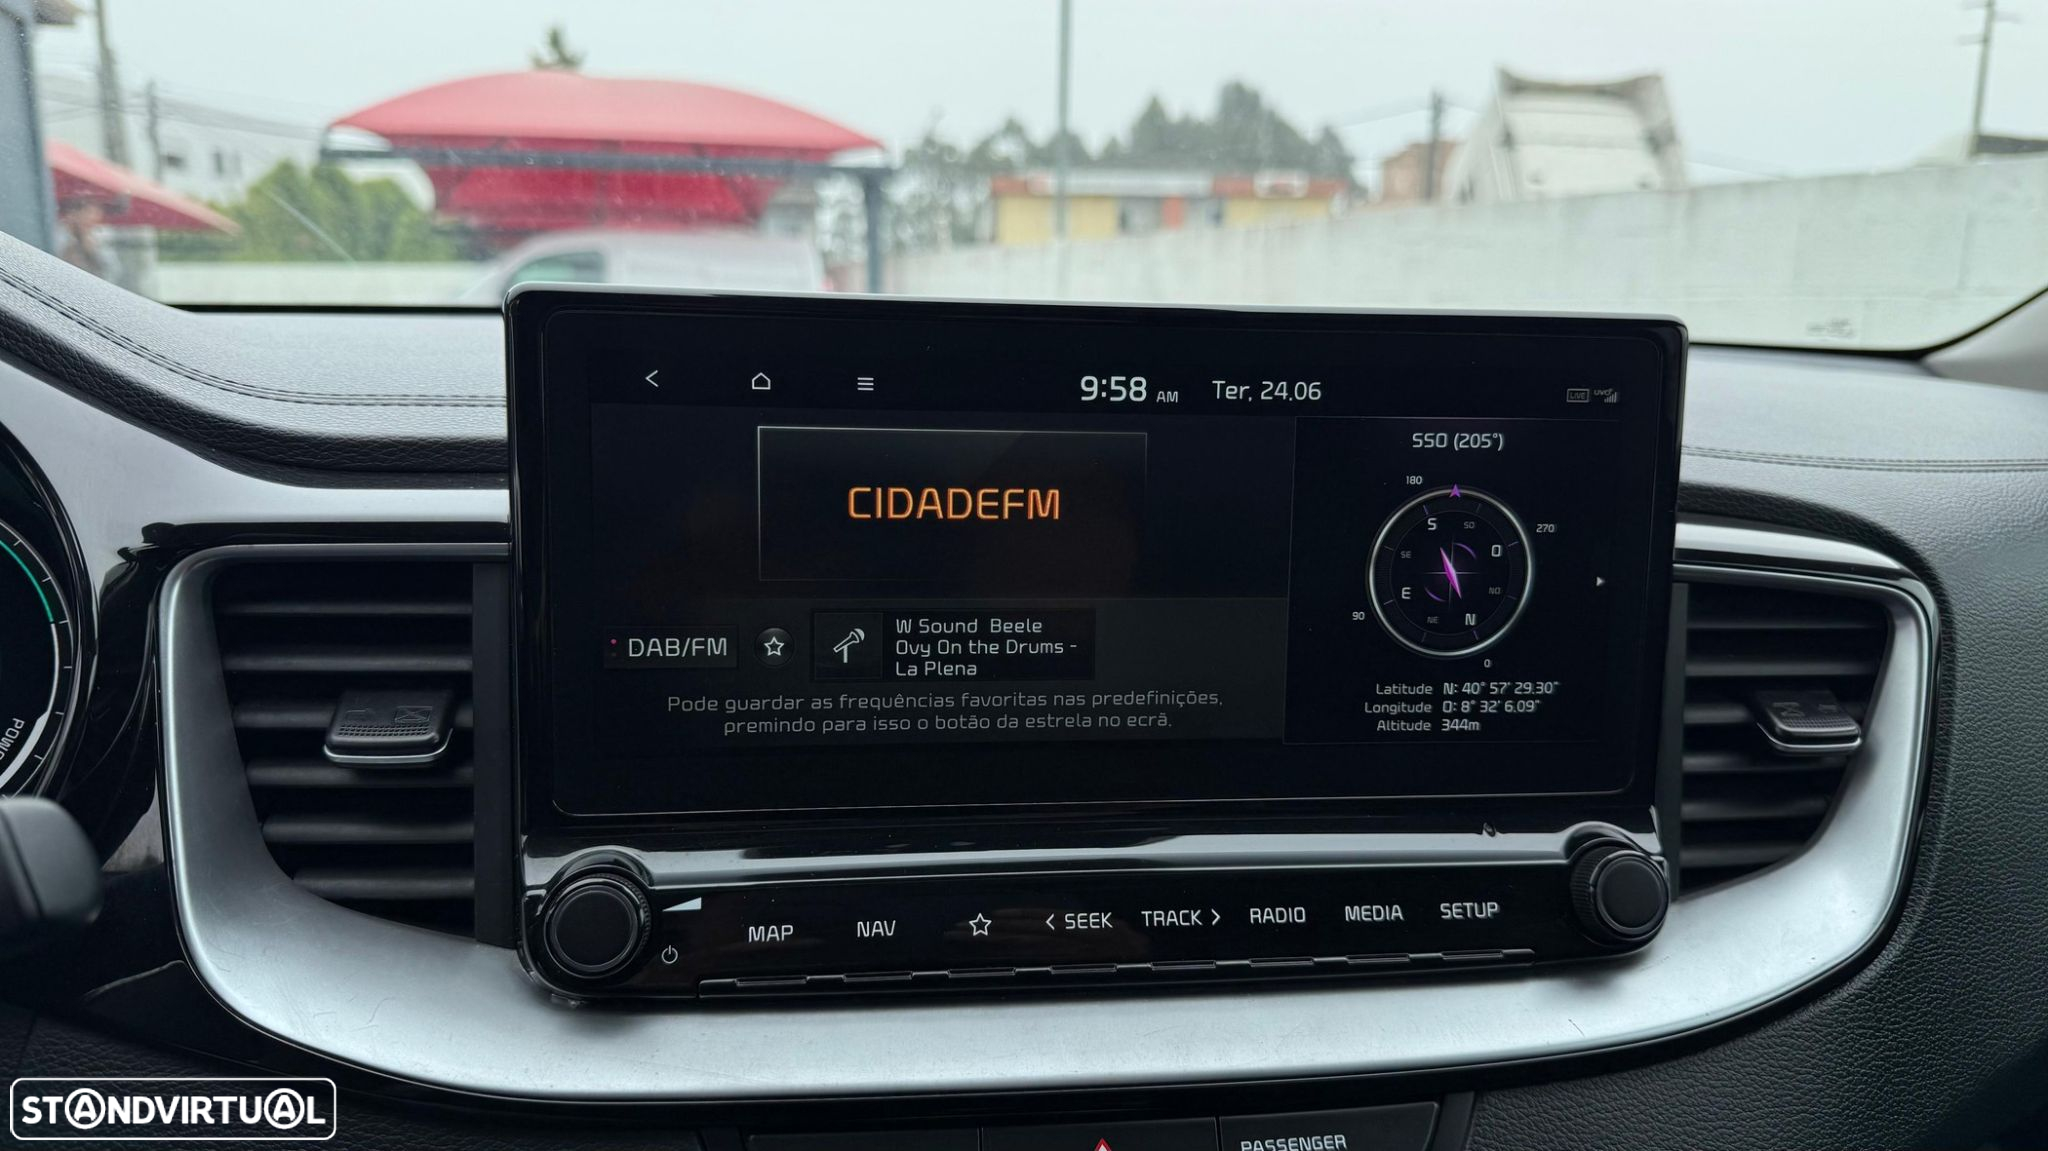 9:58 AM Ter, 24.06
LIVE UVO
CIDADEFM
SSO (205°)
180
S SO
270
SE O
E NO
90
NE N
0
DAB/FM
W Sound Beele
Ovy On the Drums -
La Plena
Pode guardar as frequências favoritas nas predefinições,
premindo para isso o botão da estrela no ecrã.
Latitude N: 40° 57' 29.30"
Longitude O: 8° 32' 6.09"
Altitude 344m
MAP NAV SEEK TRACK RADIO MEDIA SETUP
PASSENGER
STANDVIRTUAL